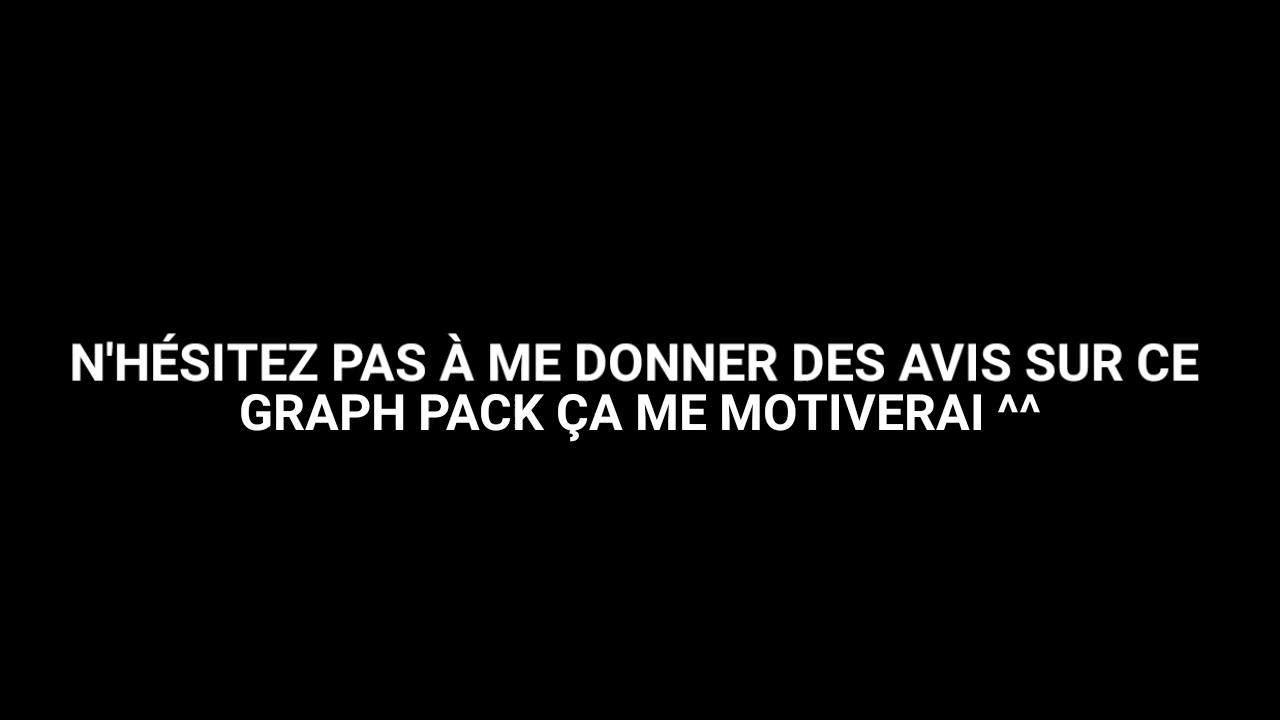 N'HÉSITEZ PAS À ME DONNER DES AVIS SUR CE
GRAPH PACK ÇA ME MOTIVERAI ^^